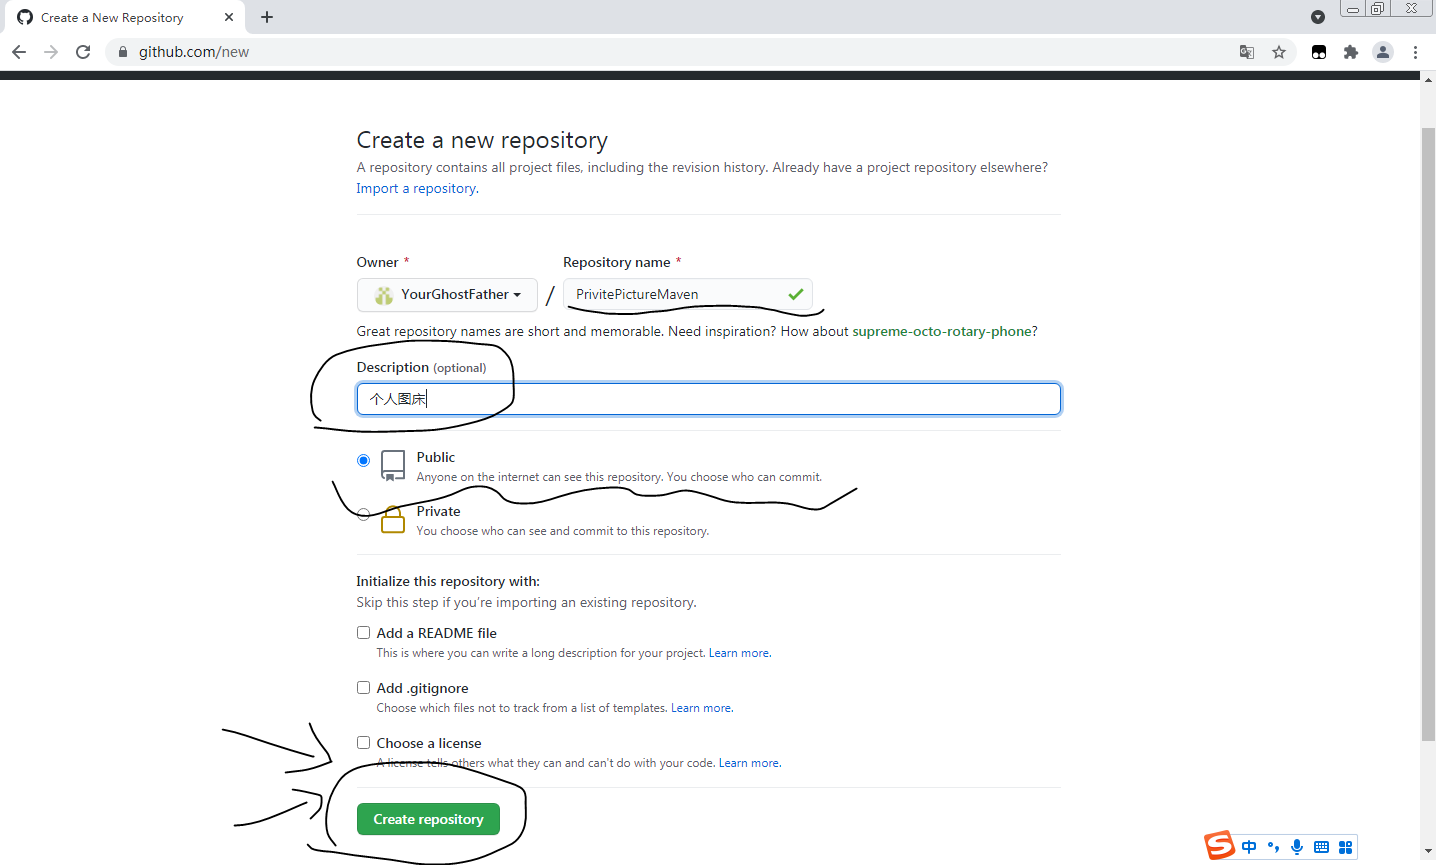 Create a New Repository
github.com/new
Create a new repository
A repository contains all project files, including the revision history. Already have a project repository elsewhere?
Import a repository.
Owner * Repository name *
YourGhostFather / PrivitePictureMaven
Great repository names are short and memorable. Need inspiration? How about supreme-octo-rotary-phone?
Description (optional)
个人图床
Public
Anyone on the internet can see this repository. You choose who can commit.
Private
You choose who can see and commit to this repository.
Initialize this repository with:
Skip this step if you're importing an existing repository.
Add a README file
This is where you can write a long description for your project. Learn more.
Add .gitignore
Choose which files not to track from a list of templates. Learn more.
Choose a license
A license tells others what they can and can't do with your code. Learn more.
Create repository
S 中